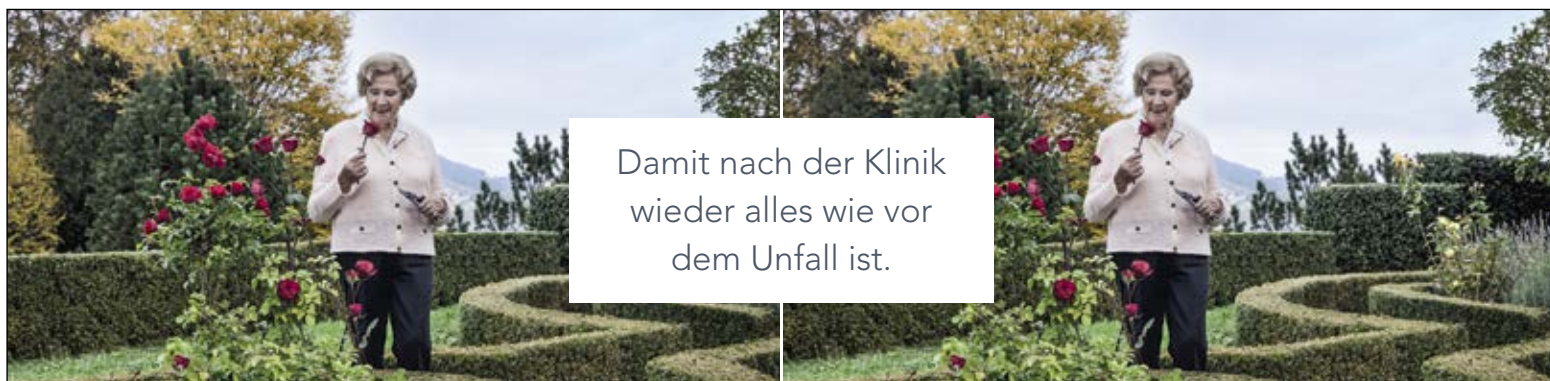 Damit nach der Klinik
wieder alles wie vor
dem Unfall ist.